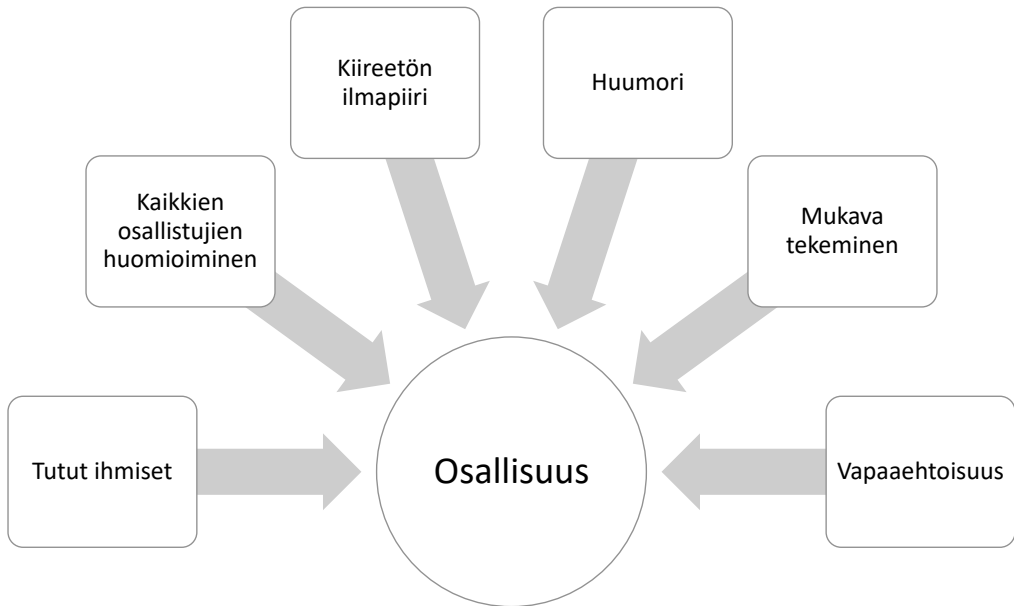 Kiireetön
ilmapiiri
Huumori
Kaikkien
osallistujien
huomioiminen
Mukava
tekeminen
Tutut ihmiset
Osallisuus
Vapaaehtoisuus